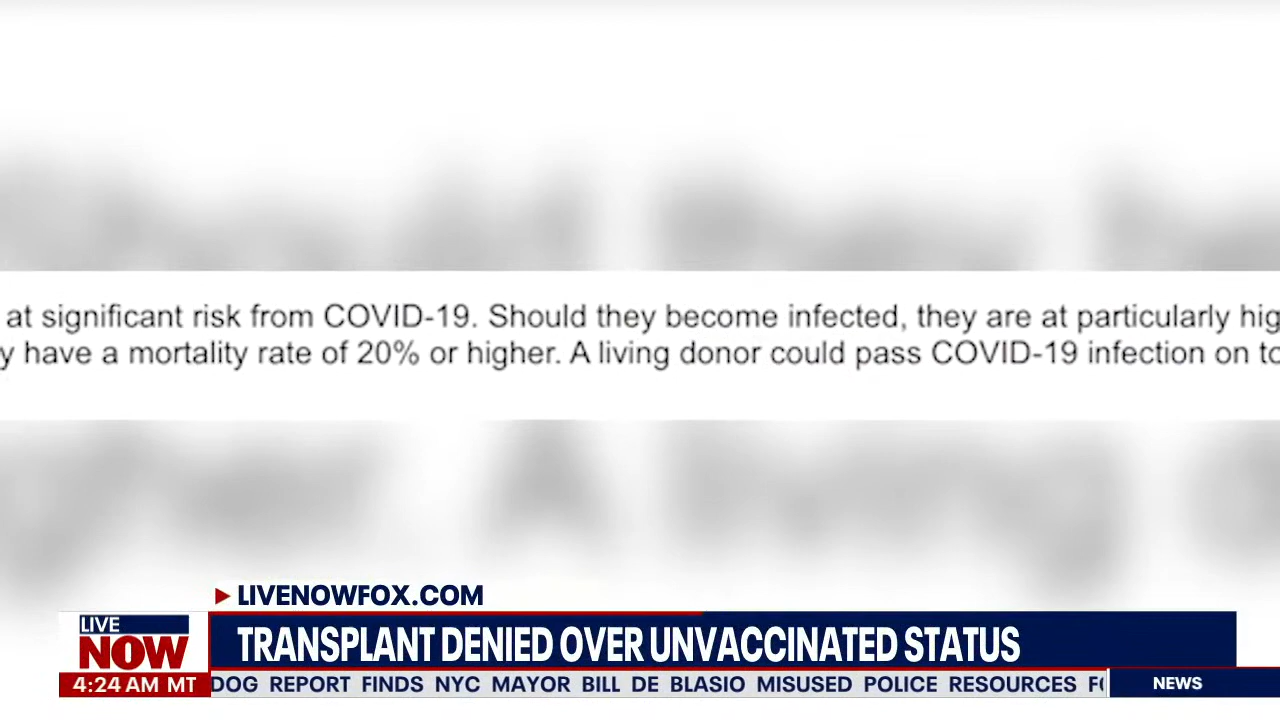 at significant risk from COVID-19. Should they become infected, they are at particularly
have a mortality rate of 20% or higher. A living donor could pass COVID-19 infection on
LIVENOWFOX.COM
LIVE
NOW
TRANSPLANT DENIED OVER UNVACCINATED STATUS
4:24 AM MT
DOG REPORT FINDS NYC MAYOR BILL DE BLASIO MISUSED POLICE RESOURCES
NEWS